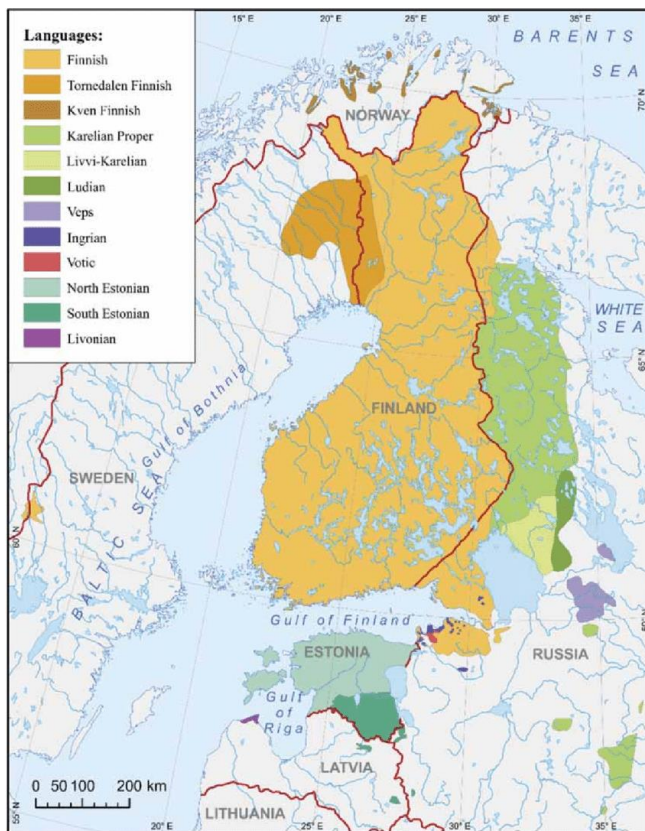 15° E
20°E
25°E
30°E
35°E
Languages:
Finnish
Tornedalen Finnish
Kven Finnish
Karelian Proper
Livvi-Karelian
Ludian
Veps
Ingrian
Votic
North Estonian
South Estonian
Livonian
BARENTS
SEA
70° N
NORWAY
WHITE
SEA
65° N
Gulf of Bothnia
FINLAND
SWEDEN
BALTIC SEA
60° N
Gulf of Finland
ESTONIA
RUSSIA
Gulf
of
Riga
LATVIA
0 50 100 200 km
LITHUANIA
55° N
20° E
25°E
30°E
35°E